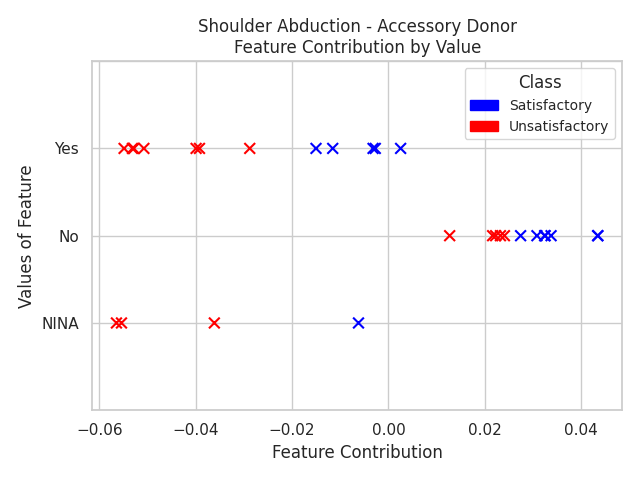 Shoulder Abduction - Accessory Donor
Feature Contribution by Value
Class
Satisfactory
Unsatisfactory
Values of Feature
Yes
No
NINA
−0.06 −0.04 −0.02 0.00 0.02 0.04
Feature Contribution